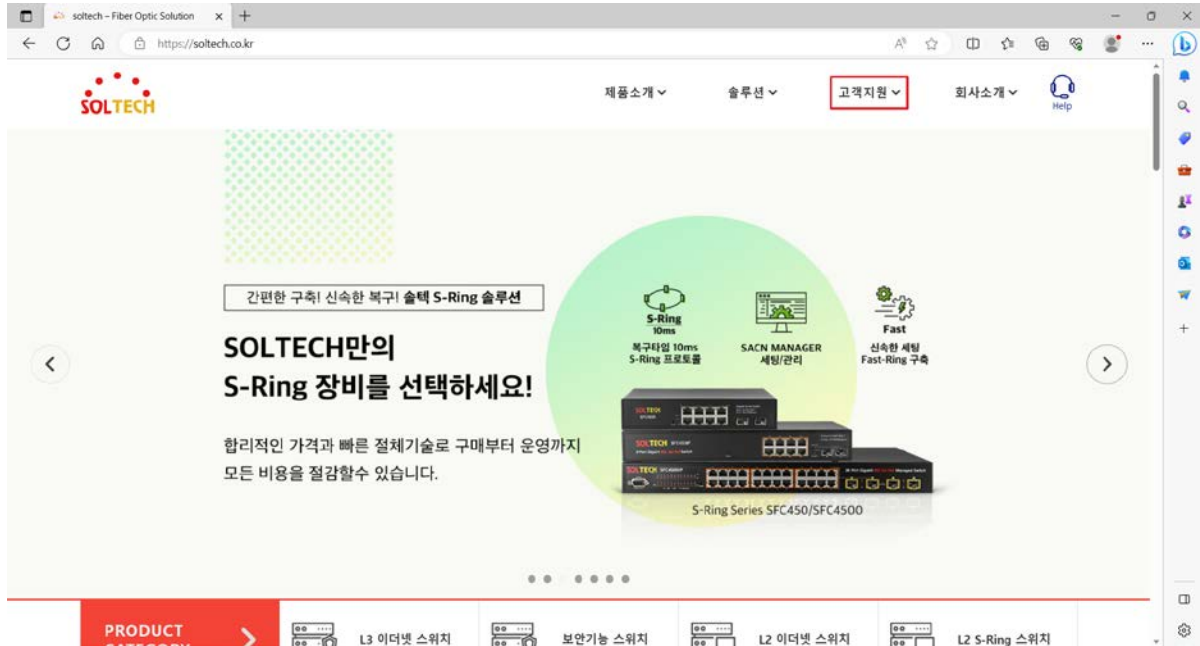 soltech – Fiber Optic Solution
https://soltech.co.kr
SOLTECH
제품소개
솔루션
고객지원
회사소개
Help
간편한 구축! 신속한 복구! 솔텍 S-Ring 솔루션
SOLTECH만의
S-Ring 장비를 선택하세요!
합리적인 가격과 빠른 절체기술로 구매부터 운영까지
모든 비용을 절감할수 있습니다.
S-Ring
10ms
복구타임 10ms
S-Ring 프로토콜
SACN MANAGER
세팅/관리
Fast
신속한 세팅
Fast-Ring 구축
SOLTECH
SOLTECH
SOLTECH
S-Ring Series SFC450/SFC4500
PRODUCT
CATEGORY
L3 이더넷 스위치
보안기능 스위치
L2 이더넷 스위치
L2 S-Ring 스위치